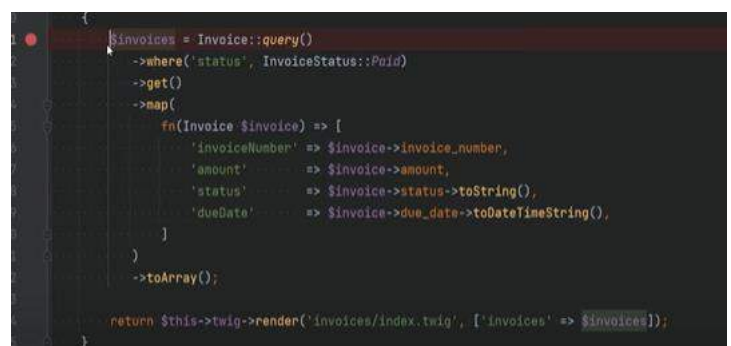 {
$invoices = Invoice::query()
->where('status', InvoiceStatus::Paid)
->get()
->map(
fn(Invoice $invoice) => [
'invoiceNumber' => $invoice->invoice_number,
'amount' => $invoice->amount,
'status' => $invoice->status->toString(),
'dueDate' => $invoice->due_date->toDateTimeString(),
]
)
->toArray();
return $this->twig->render('invoices/index.twig', ['invoices' => $invoices]);
}